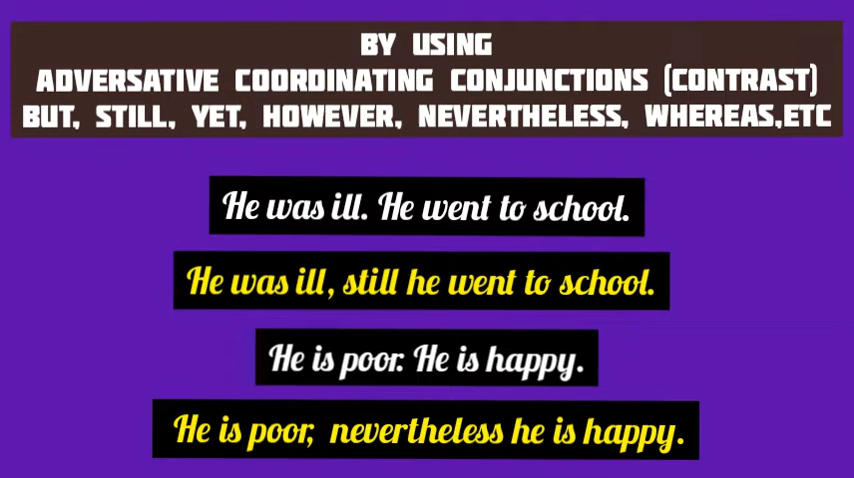 BY USING
ADVERSATIVE COORDINATING CONJUNCTIONS (CONTRAST)
BUT, STILL, YET, HOWEVER, NEVERTHELESS, WHEREAS,ETC
He was ill. He went to school.
He was ill, still he went to school.
He is poor. He is happy.
He is poor; nevertheless he is happy.